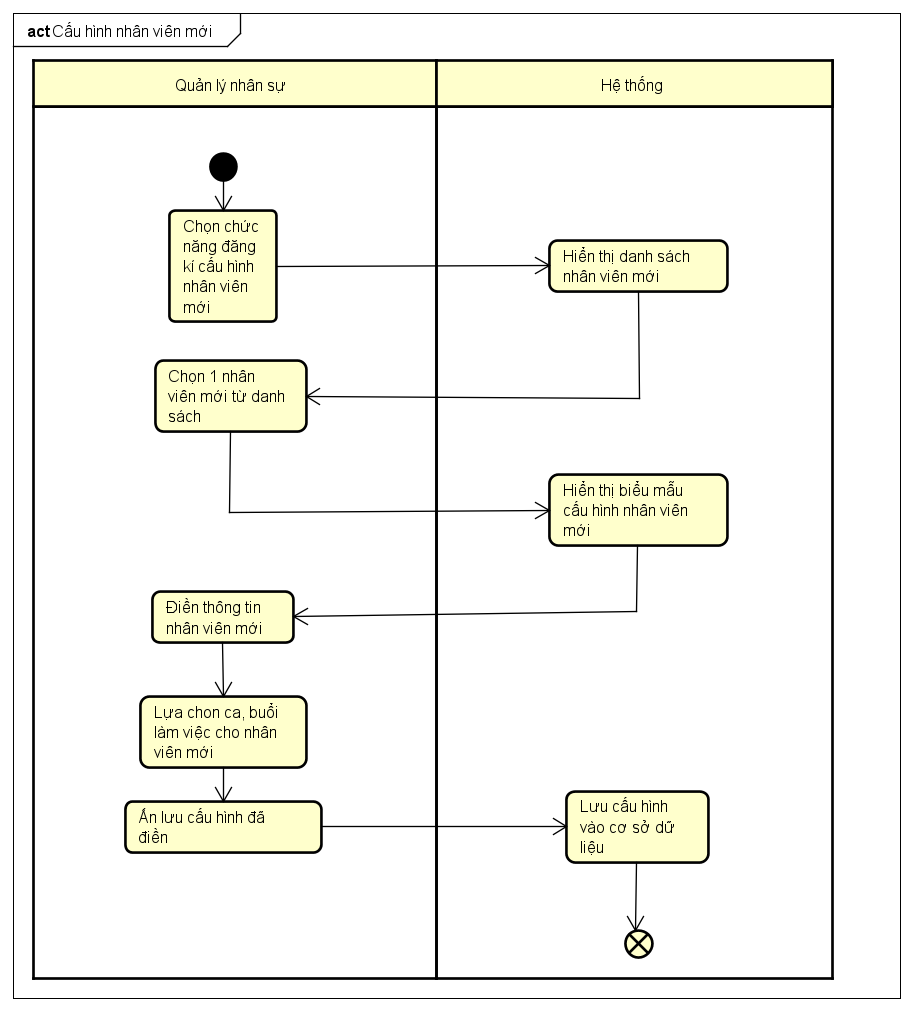 act Cấu hình nhân viên mới
Quản lý nhân sự
Hệ thống
Chọn chức
năng đăng
kí cấu hình
nhân viên
mới
Hiển thị danh sách
nhân viên mới
Chọn 1 nhân
viên mới từ danh
sách
Hiển thị biểu mẫu
cấu hình nhân viên
mới
Điền thông tin
nhân viên mới
Lựa chon ca, buổi
làm việc cho nhân
viên mới
Ấn lưu cấu hình đã
điền
Lưu cấu hình
vào cơ sở dữ
liệu